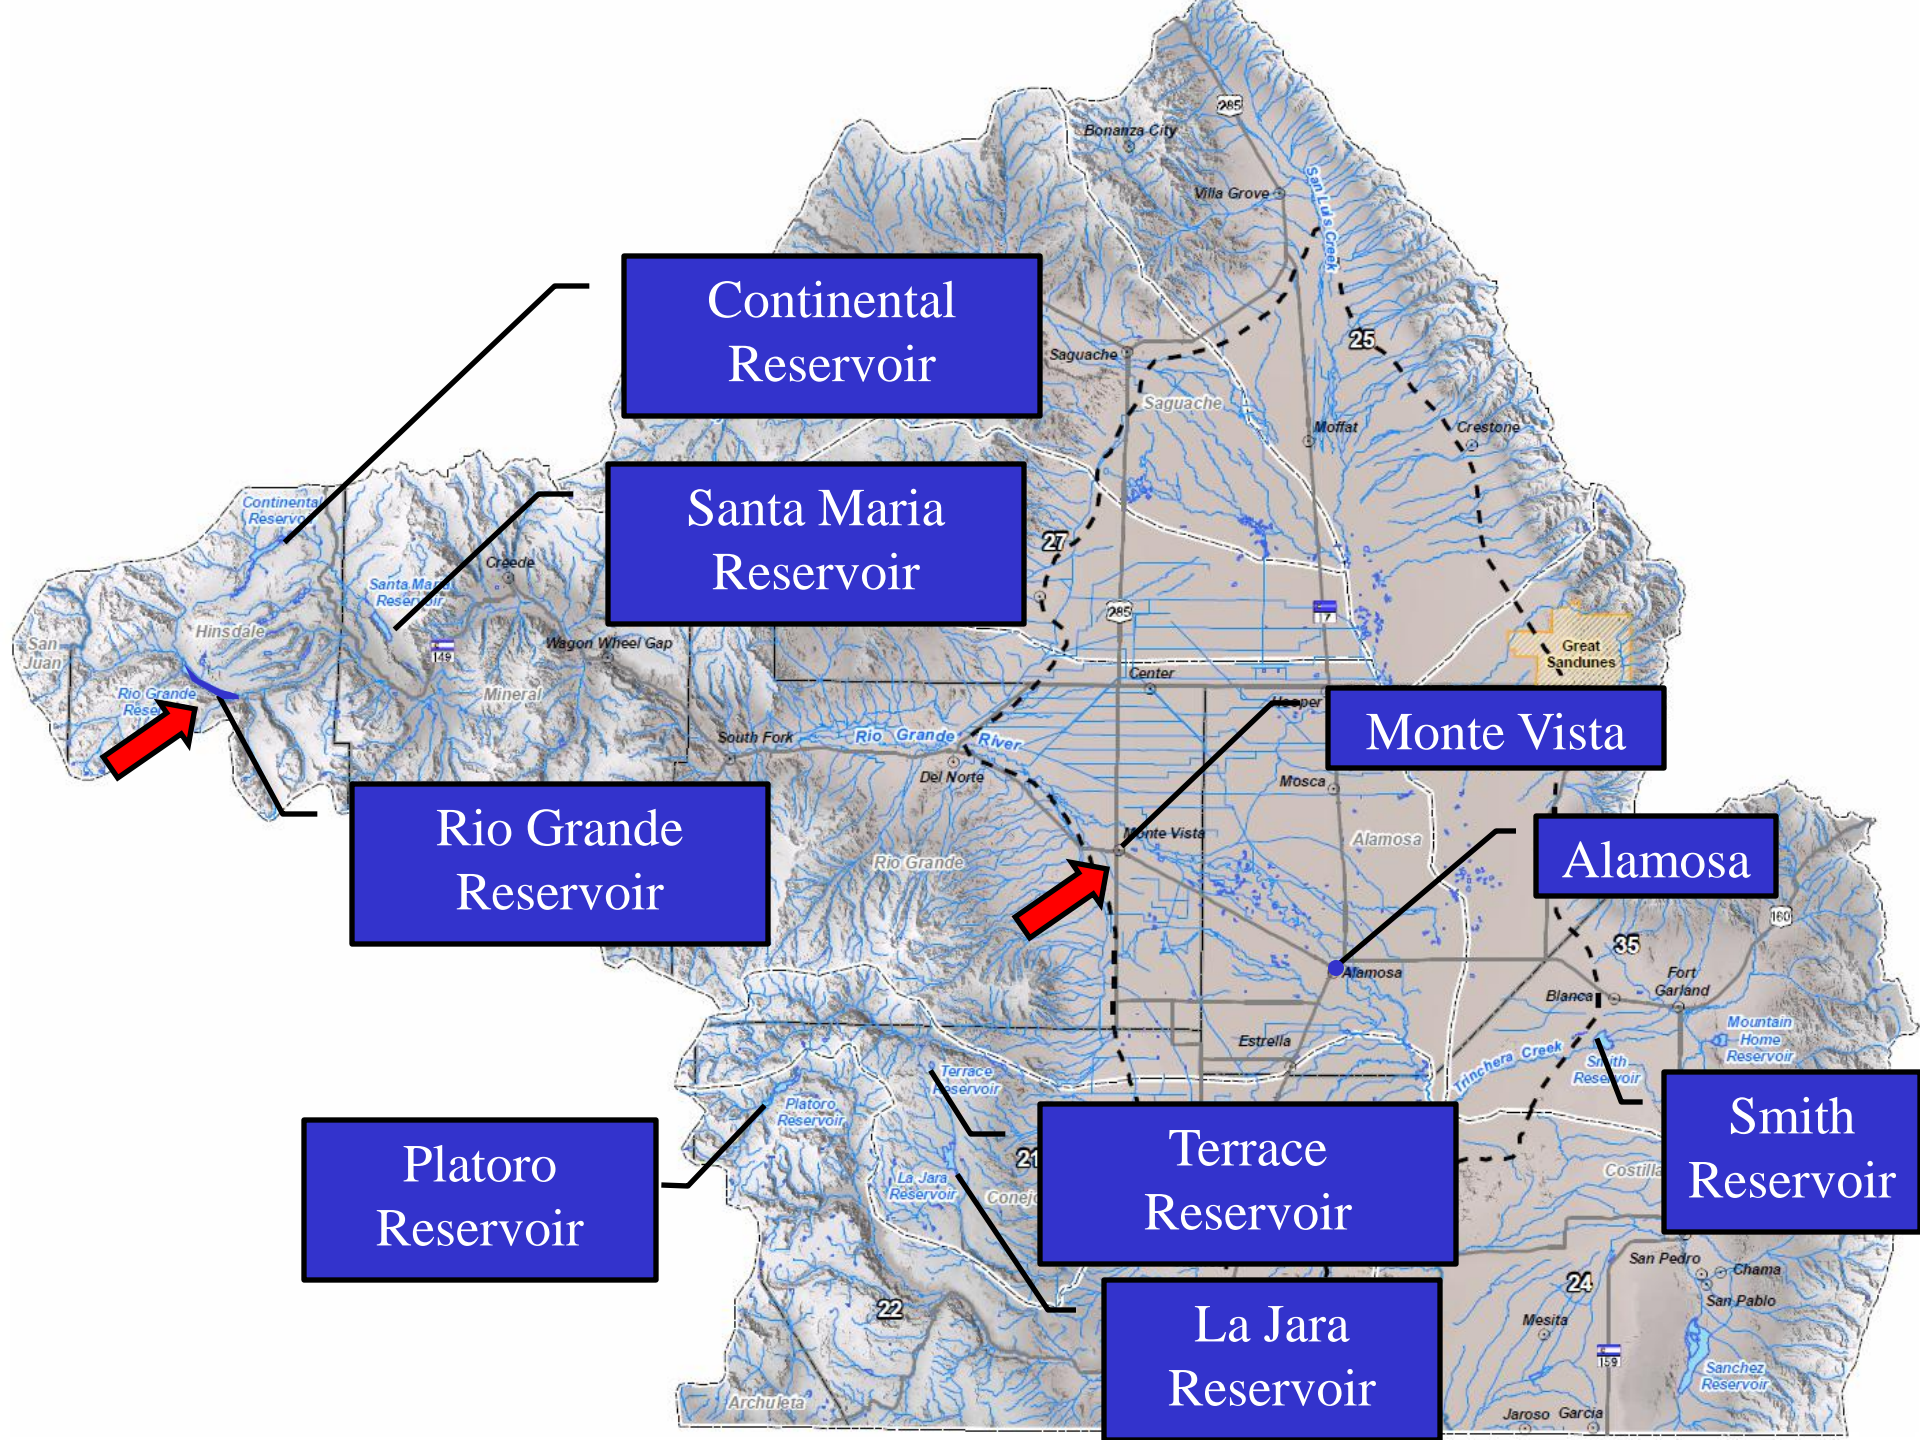 285
Bonanza City
Villa Grove
San Luis Creek
Continental
Reservoir
25
Saguache
Saguache
Moffat
Crestone
Santa Maria
Reservoir
Continental
27
Creede
285
17
Great
Sandunes
San
Juan
Hinsdale
149
Wagon Wheel Gap
Mineral
Center
Monte Vista
Rio Grande
South Fork
Rio Grande River
Del Norte
Mosca
Rio Grande
Reservoir
Monte Vista
Rio Grande
Alamosa
Alamosa
160
35
Alamosa
Blanca
Fort
Garland
Mountain
Home
Reservoir
Estrella
Trinchera Creek
Smith
Reservoir
Terrace
Reservoir
Platoro
Reservoir
Smith
Reservoir
Platoro
Reservoir
Terrace
Reservoir
La Jara
Reservoir
21
Costilla
San Pedro
Chama
San Pablo
24
22
Mesita
La Jara
Reservoir
159
Sanchez
Reservoir
Archuleta
Jaroso
Garcia